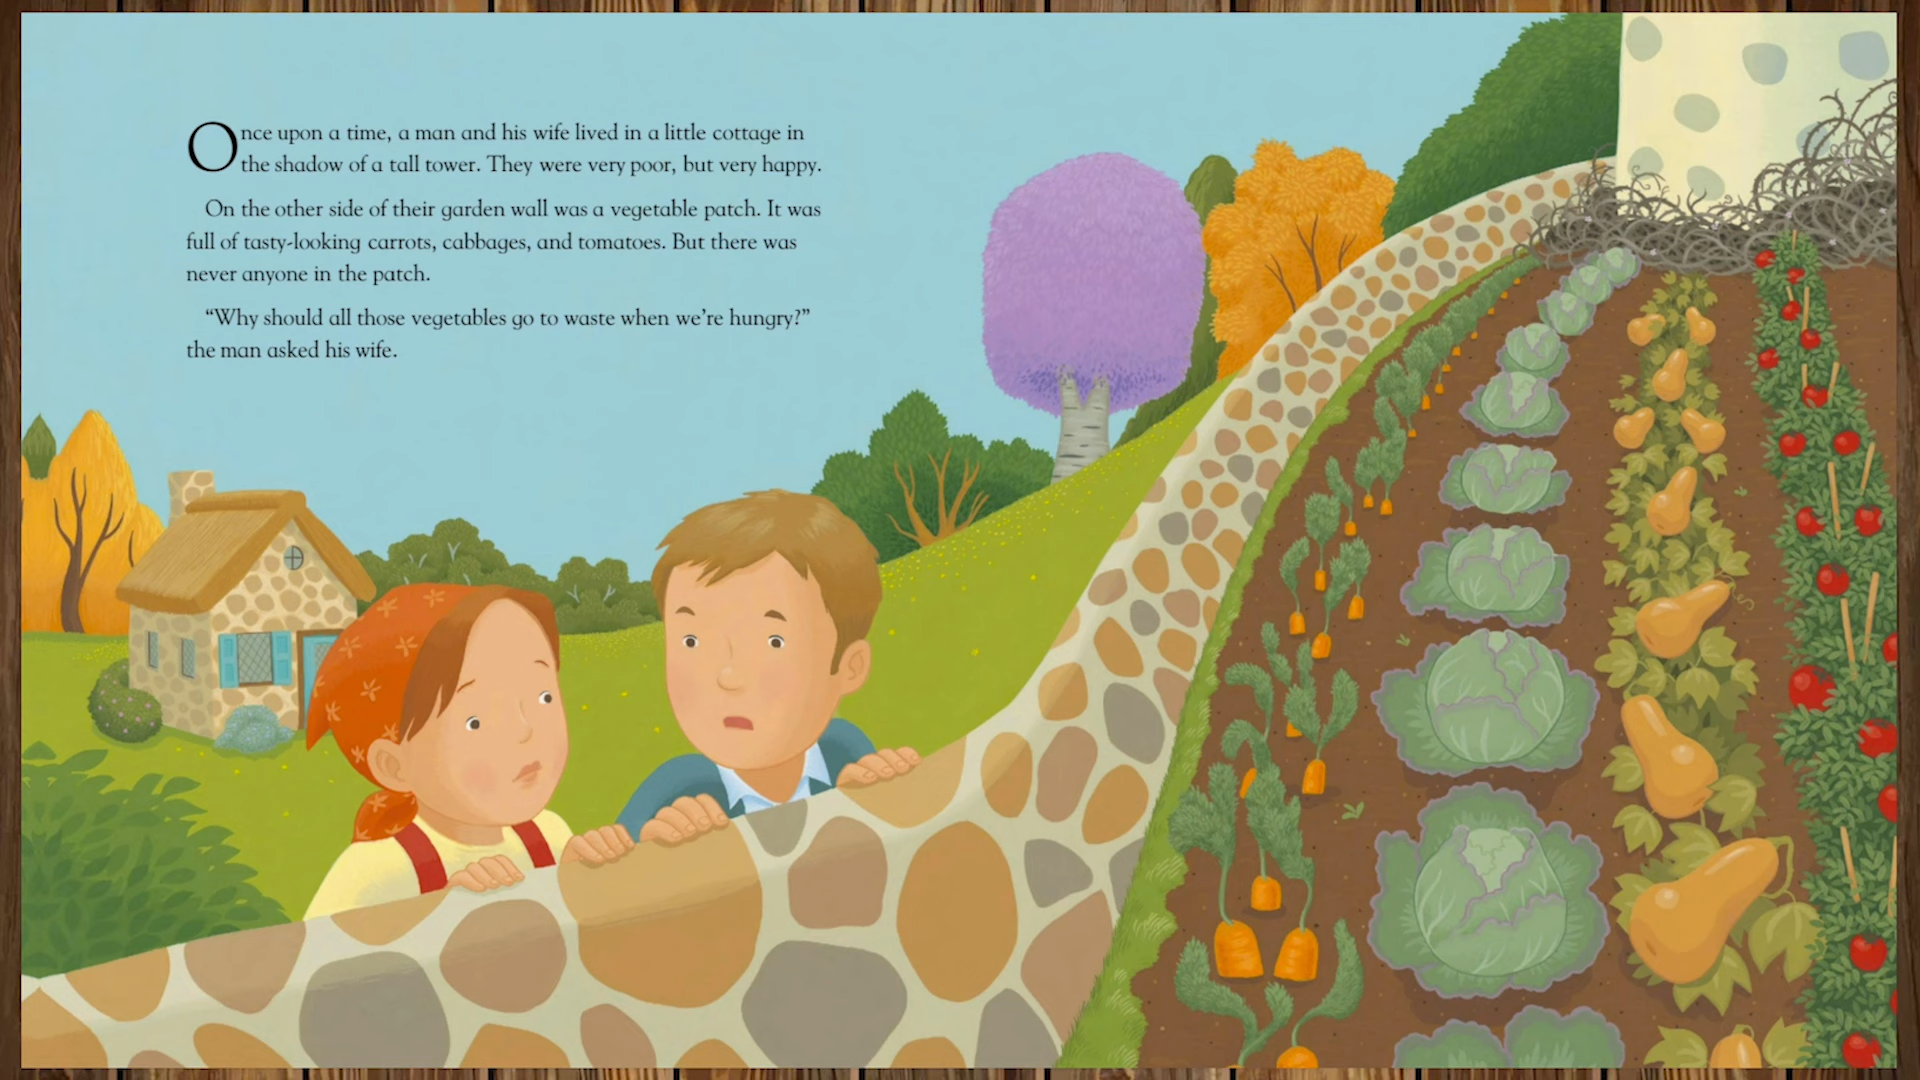 Once upon a time, a man and his wife lived in a little cottage in
the shadow of a tall tower. They were very poor, but very happy.
On the other side of their garden wall was a vegetable patch. It was
full of tasty-looking carrots, cabbages, and tomatoes. But there was
never anyone in the patch.
“Why should all those vegetables go to waste when we’re hungry?”
the man asked his wife.